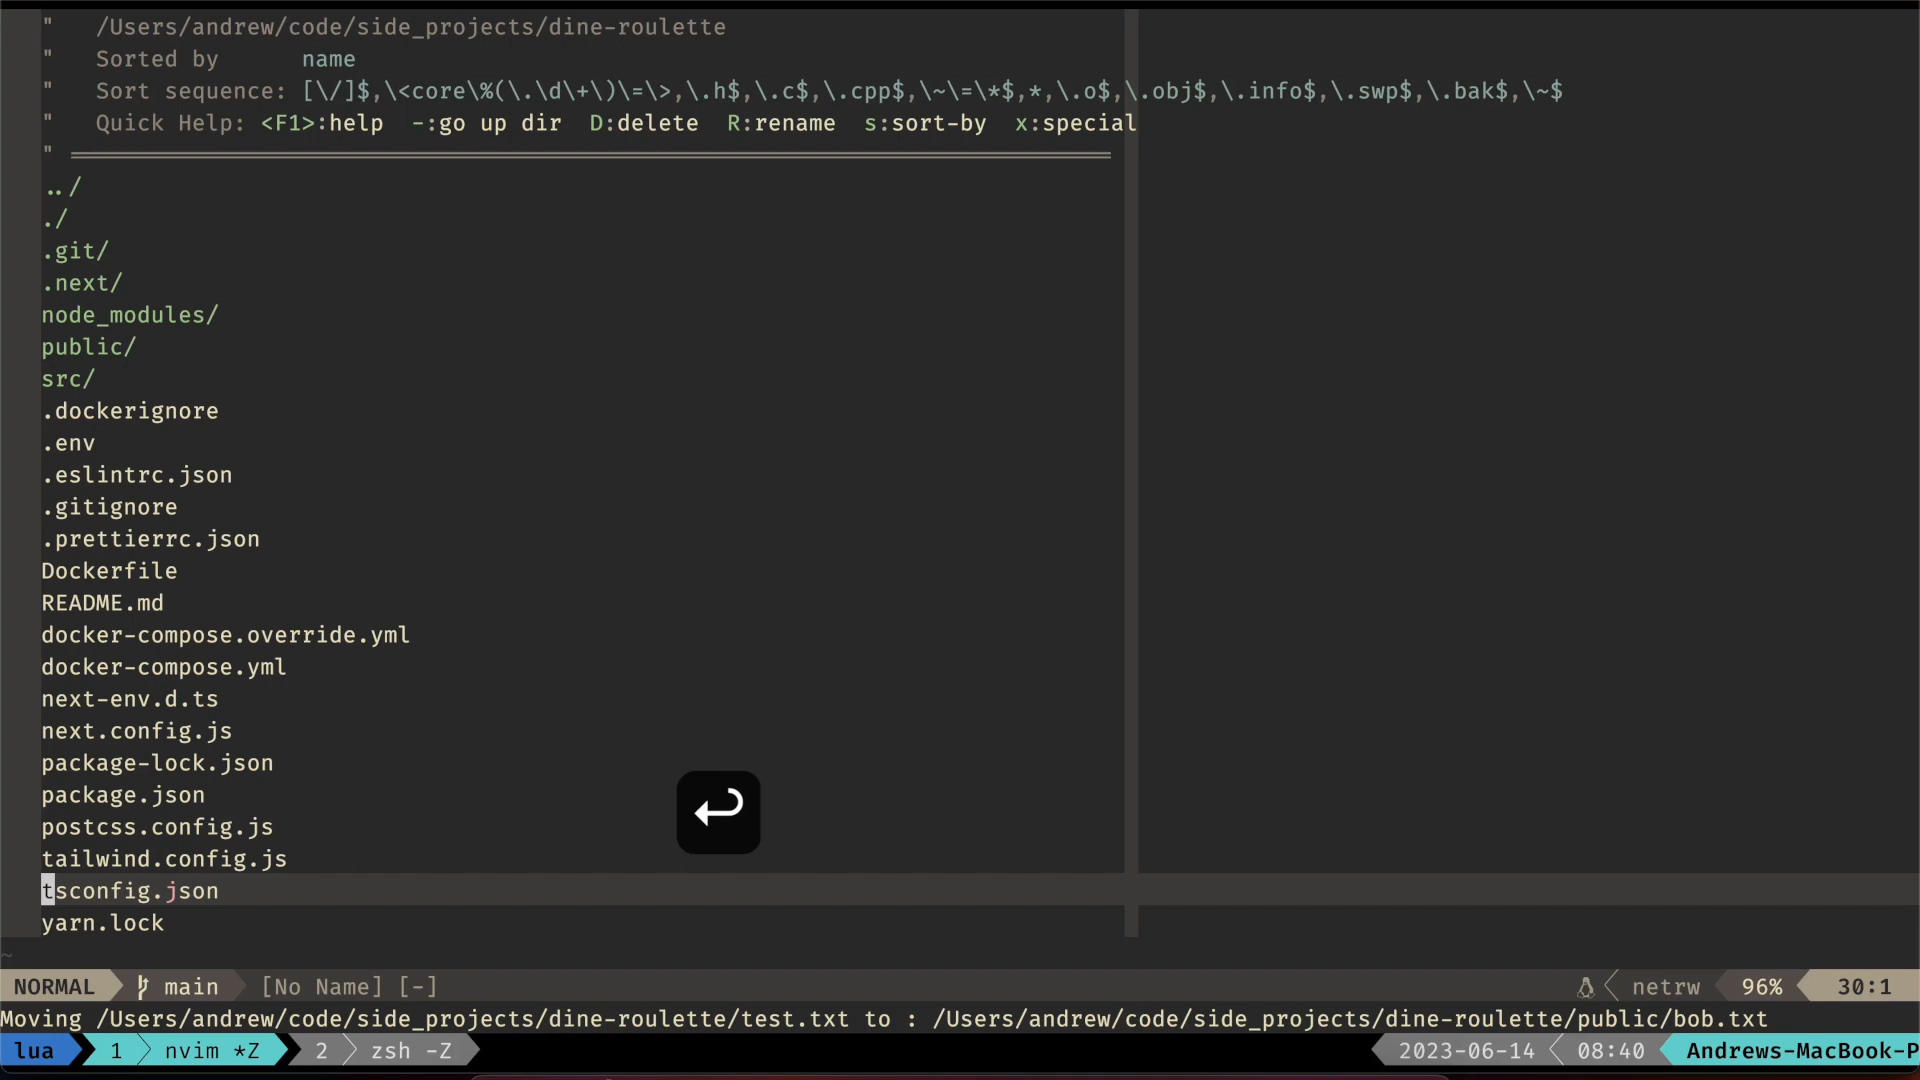 "   /Users/andrew/code/side_projects/dine-roulette
"   Sorted by      name
"   Sort sequence: [\/]$,\<core\%(\.\d\+\)\=\>,\.h$,\.c$,\.cpp$,\~\=\*$,*,\.o$,\.obj$,\.info$,\.swp$,\.bak$,\~$
"   Quick Help: <F1>:help  -:go up dir  D:delete  R:rename  s:sort-by  x:special
" ============================================================================
../
./
.git/
.next/
node_modules/
public/
src/
.dockerignore
.env
.eslintrc.json
.gitignore
.prettierrc.json
Dockerfile
README.md
docker-compose.override.yml
docker-compose.yml
next-env.d.ts
next.config.js
package-lock.json
package.json
postcss.config.js
tailwind.config.js
tsconfig.json
yarn.lock
~
NORMAL main [No Name] [-] netrw 96% 30:1
Moving /Users/andrew/code/side_projects/dine-roulette/test.txt to : /Users/andrew/code/side_projects/dine-roulette/public/bob.txt
lua 1 nvim *Z 2 zsh -Z 2023-06-14 08:40 Andrews-MacBook-P